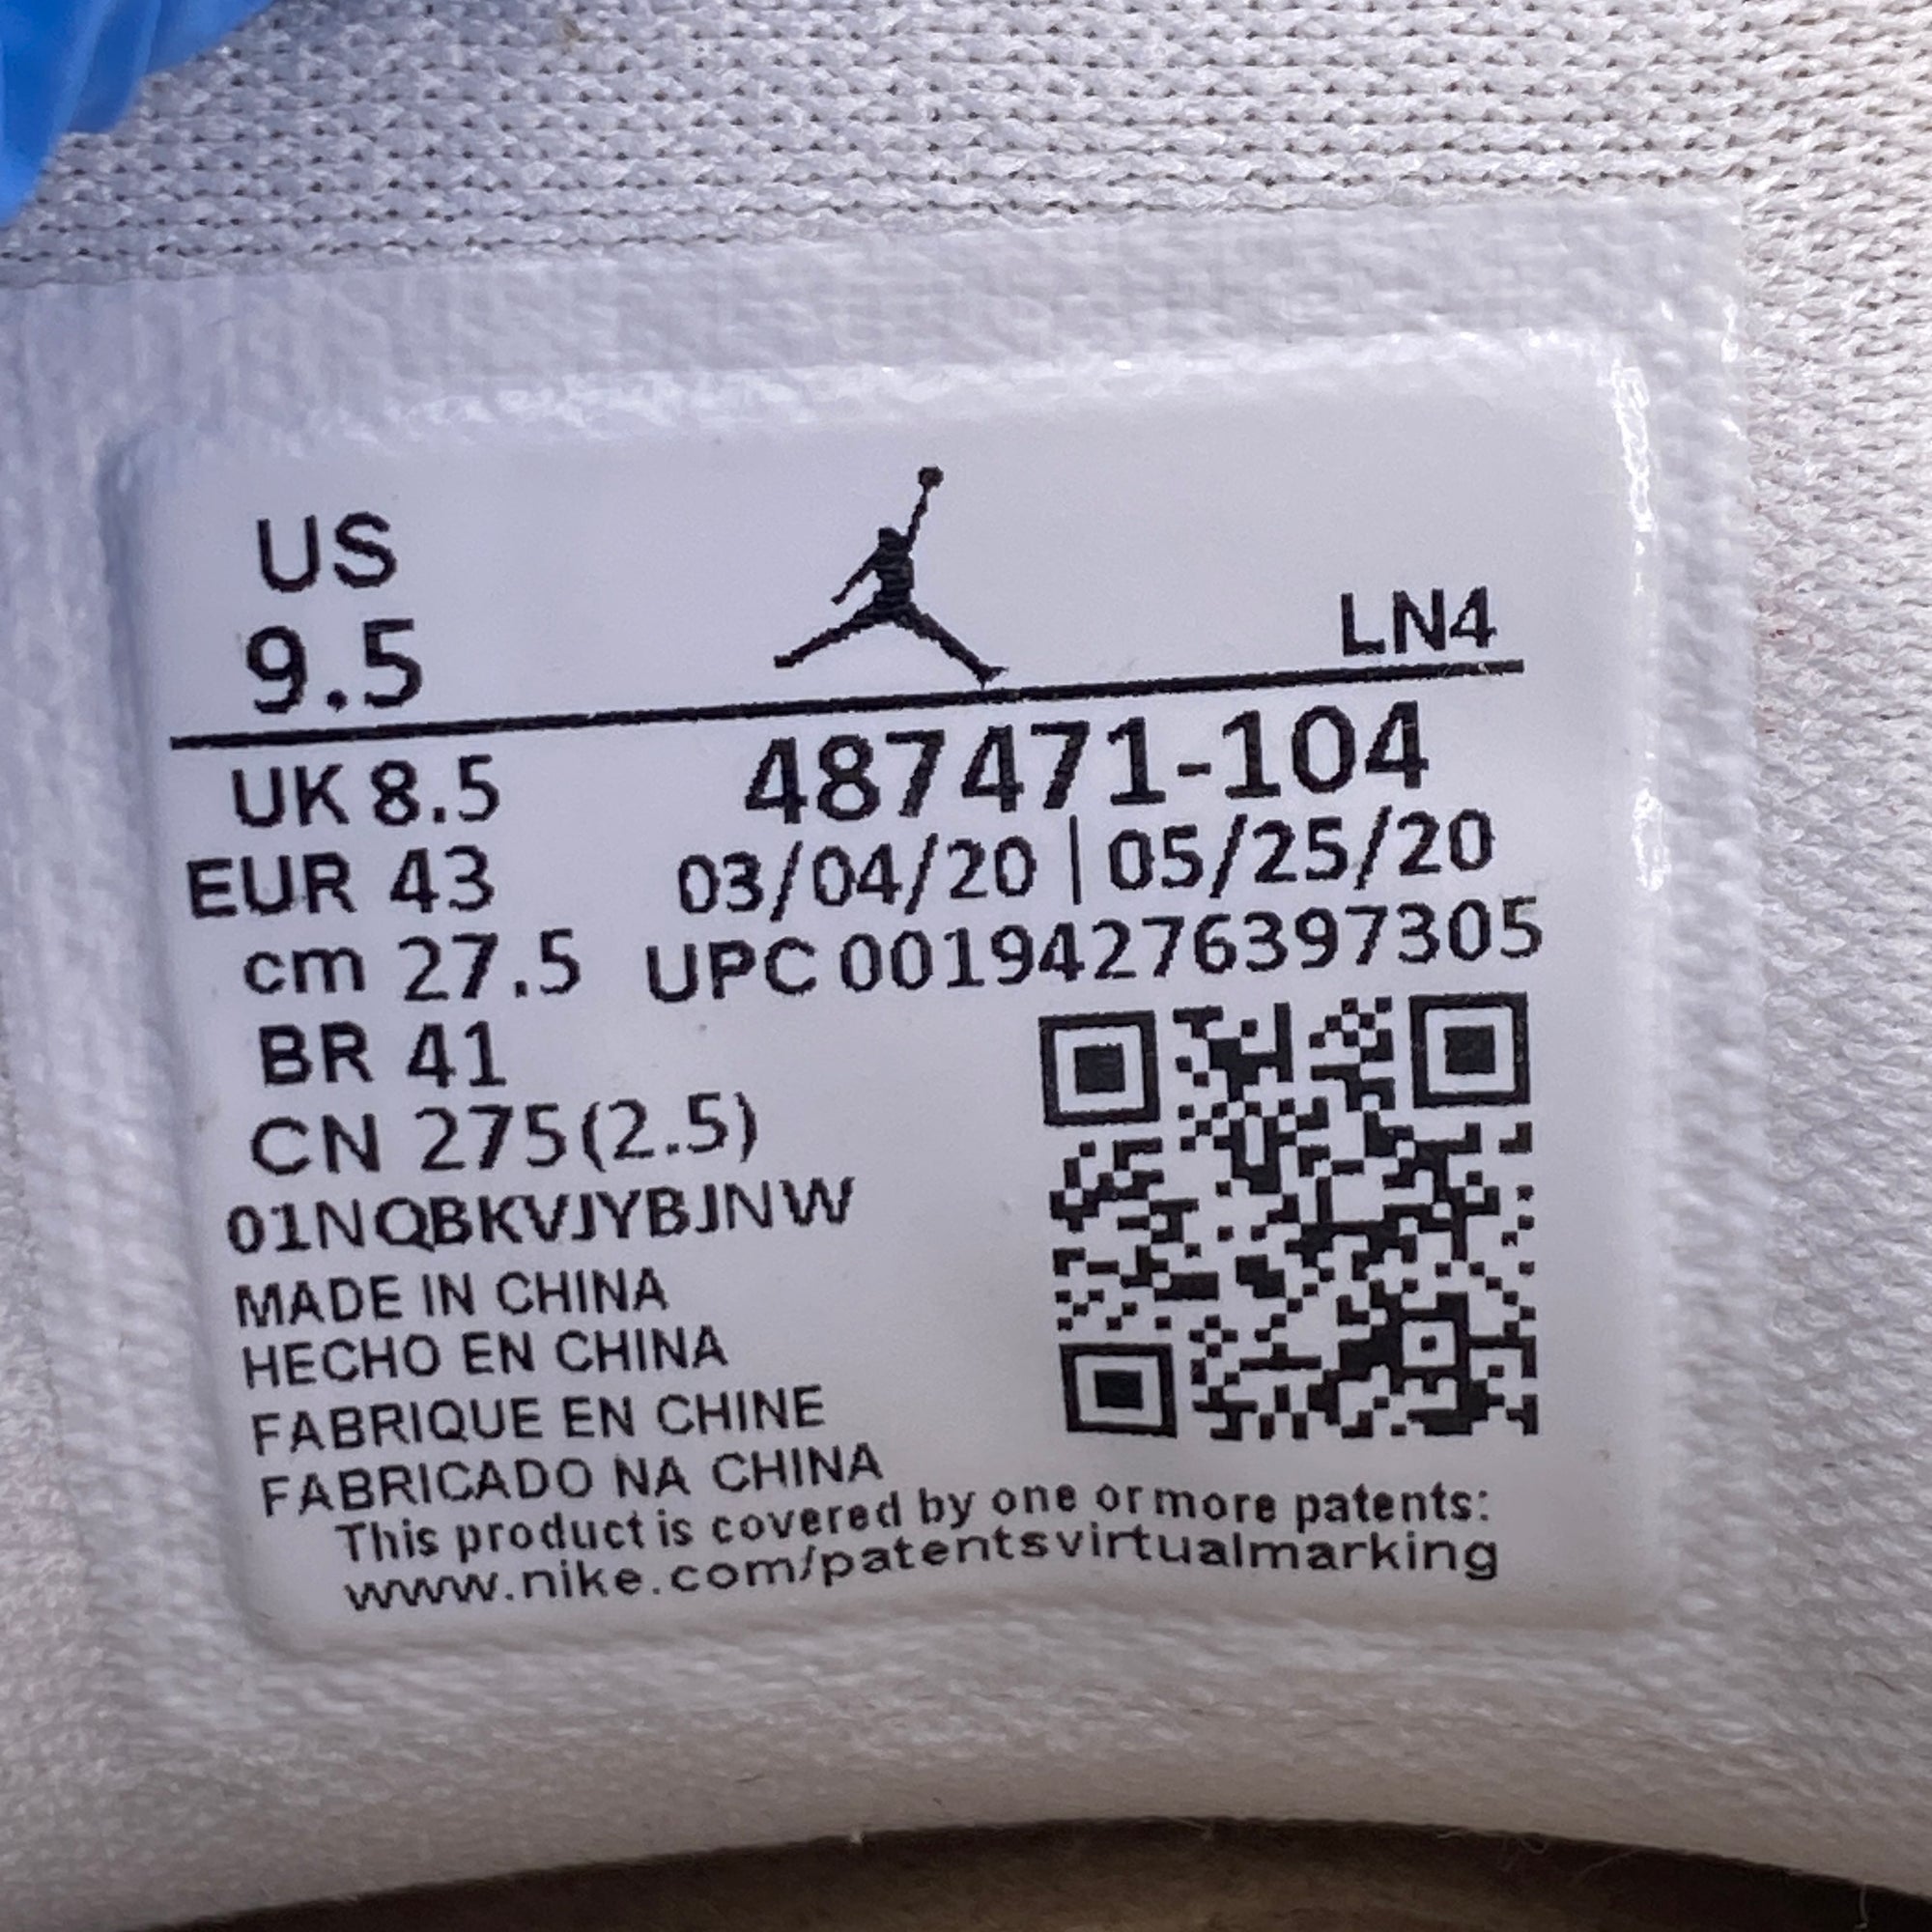 US
9.5
LN4
UK 8.5
487471-104
EUR 43
03/04/20 | 05/25/20
cm 27.5
UPC 00194276397305
BR 41
CN 275(2.5)
01NQBKVJYBJNW
MADE IN CHINA
HECHO EN CHINA
FABRIQUE EN CHINE
FABRICADO NA CHINA
This product is covered by one or more patents:
www.nike.com/patentsvirtualmarking